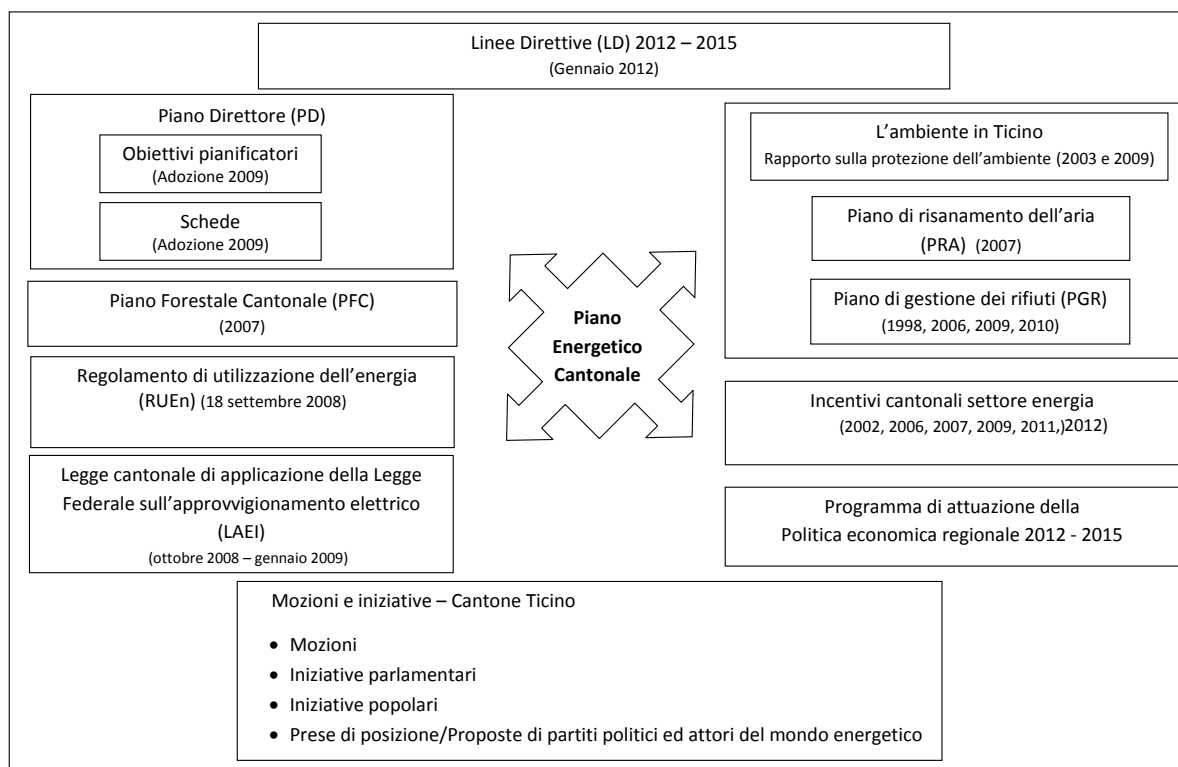 Linee Direttive (LD) 2012 – 2015
(Gennaio 2012)
Piano Direttore (PD)
Obiettivi pianificatori
(Adozione 2009)
Schede
(Adozione 2009)
Piano Forestale Cantonale (PFC)
(2007)
Regolamento di utilizzazione dell'energia
(RUEn) (18 settembre 2008)
Legge cantonale di applicazione della Legge
Federale sull'approvvigionamento elettrico
(LAEl)
(ottobre 2008 – gennaio 2009)
Piano
Energetico
Cantonale
L'ambiente in Ticino
Rapporto sulla protezione dell'ambiente (2003 e 2009)
Piano di risanamento dell'aria
(PRA) (2007)
Piano di gestione dei rifiuti (PGR)
(1998, 2006, 2009, 2010)
Incentivi cantonali settore energia
(2002, 2006, 2007, 2009, 2011,)2012)
Programma di attuazione della
Politica economica regionale 2012 - 2015
Mozioni e iniziative – Cantone Ticino
• Mozioni
• Iniziative parlamentari
• Iniziative popolari
• Prese di posizione/Proposte di partiti politici ed attori del mondo energetico